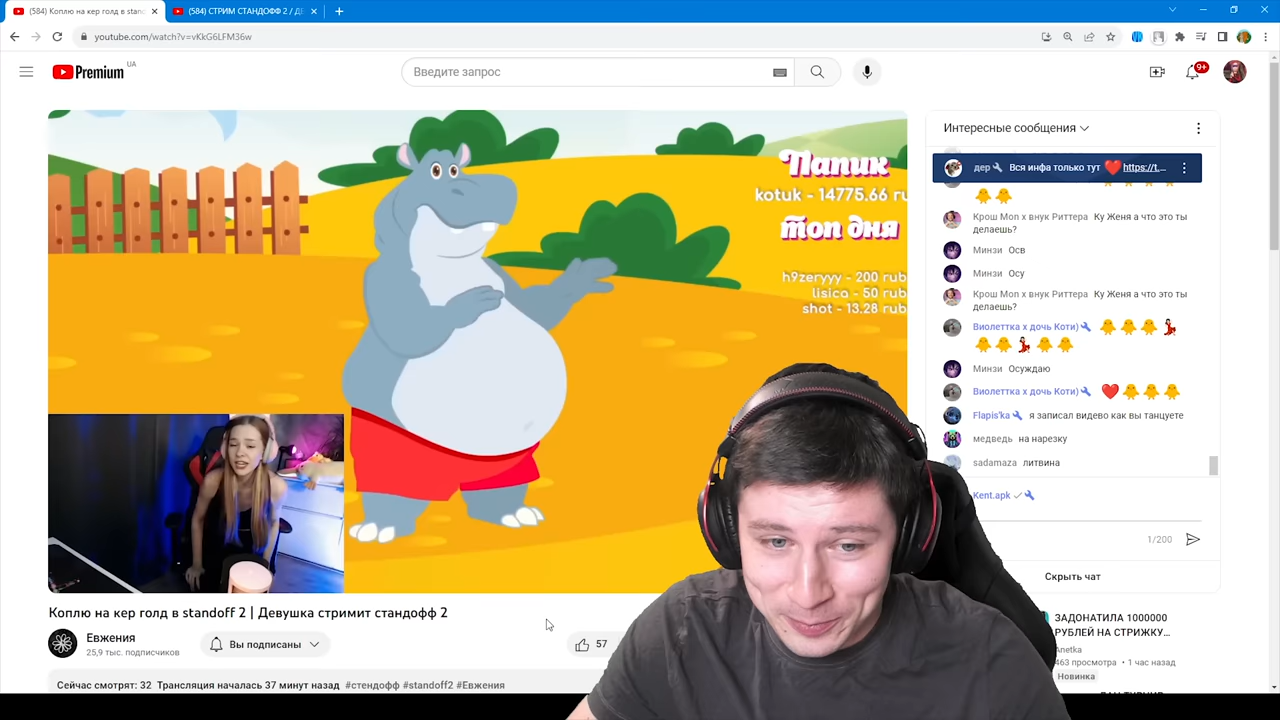 (584) Коплю на кер голд в stand
(584) СТРИМ СТАНДОФФ 2 / ДЕ
youtube.com/watch?v=vKkG6LFM36w
Premium
UA
Введите запрос
9+
Папик
kotuk - 14775.66 ru
топ дня
h9zeryyy - 200 rub
lisica - 50 rub
shot - 13.28 rub
Интересные сообщения
дер Вся инфа только тут https://t...
Крош Mon x внук Риттера Ку Женя а что это ты
делаешь?
Минзи Осв
Минзи Осу
Крош Mon x внук Риттера Ку Женя а что это ты
делаешь?
Виолеттка х дочь Коти)
Минзи Осуждаю
Виолеттка х дочь Коти)
Flapis'ka я записал видево как вы танцуете
медведь на нарезку
sadamaza литвина
Kent.apk
1/200
Скрыть чат
Коплю на кер голд в standoff 2 | Девушка стримит стандофф 2
Евжения
25,9 тыс. подписчиков
Вы подписаны
57
Сейчас смотрят: 32 Трансляция началась 37 минут назад #стендофф #standoff2 #Евжения
ЗАДОНАТИЛА 1000000
РУБЛЕЙ НА СТРИЖКУ...
Anetka
463 просмотра • 1 час назад
Новинка